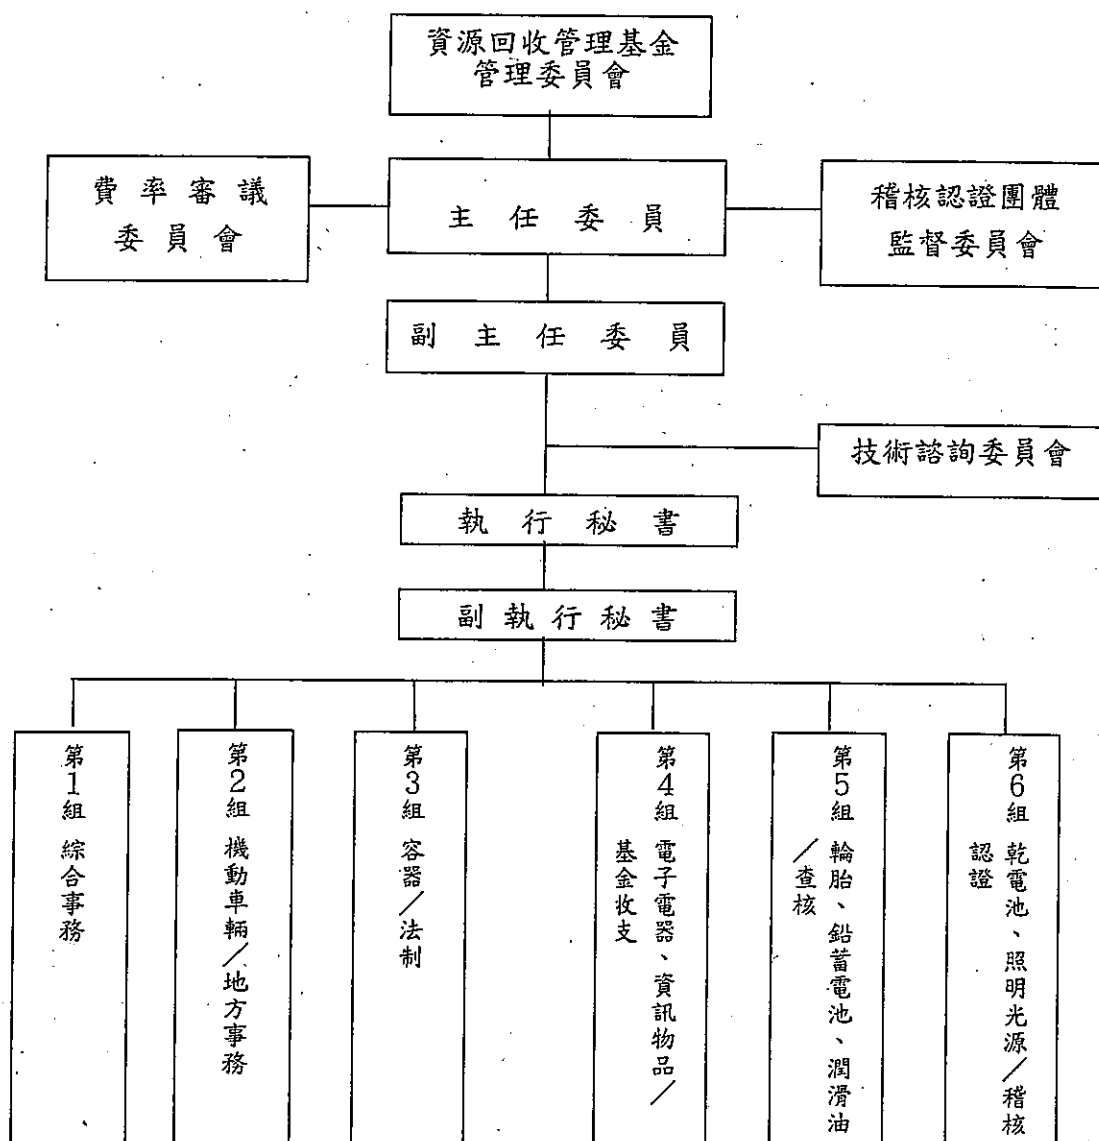 資源回收管理基金
管理委員會
費率審議
委員會
主任委員
稽核認證團體
監督委員會
副主任委員
技術諮詢委員會
執行秘書
副執行秘書
第1組 綜合事務
第2組 機動車輛／地方事務
第3組 容器／法制
第4組 電子電器、資訊物品／
基金收支
第5組 輪胎、鉛蓄電池、潤滑油
／查核
第6組 乾電池、照明光源／稽核
認證